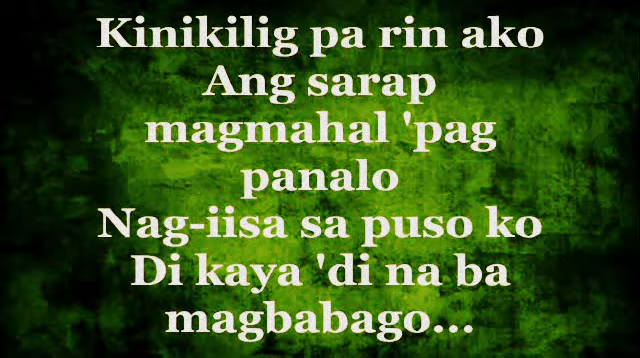 Kinikilig pa rin ako
Ang sarap
magmahal 'pag
panalo
Nag-iisa sa puso ko
Di kaya 'di na ba
magbabago...